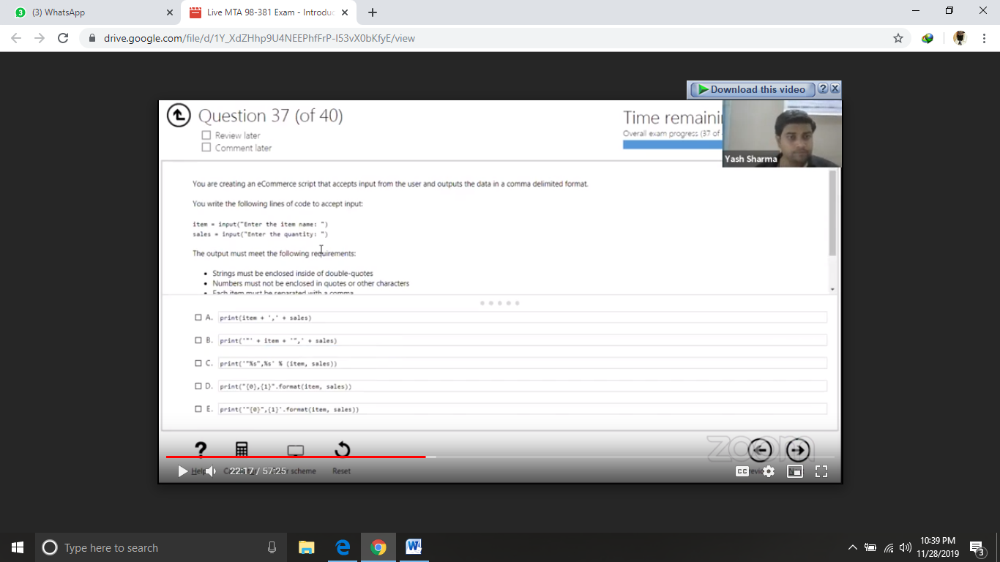 (3) WhatsApp
Live MTA 98-381 Exam - Introduc
drive.google.com/file/d/1Y_XdZHhp9U4NEEPhfFrP-I53vX0bKfyE/view
Download this video
Question 37 (of 40)
Review later
Comment later
Time remaini
Overall exam progress (37 of
Yash Sharma
You are creating an eCommerce script that accepts input from the user and outputs the data in a comma delimited format.
You write the following lines of code to accept input:
item = input("Enter the item name: ")
sales = input("Enter the quantity: ")
The output must meet the following requirements:
• Strings must be enclosed inside of double-quotes
• Numbers must not be enclosed in quotes or other characters
• Each item must be separated with a comma
A. print(item + ',' + sales)
B. print('"' + item + '",' + sales)
C. print('"%s",%s' % (item, sales))
D. print("{0},{1}".format(item, sales))
E. print('"{0}",{1}'.format(item, sales))
zoom
22:17 / 57:25
Help
scheme
Reset
CC
Type here to search
10:39 PM
11/28/2019
3